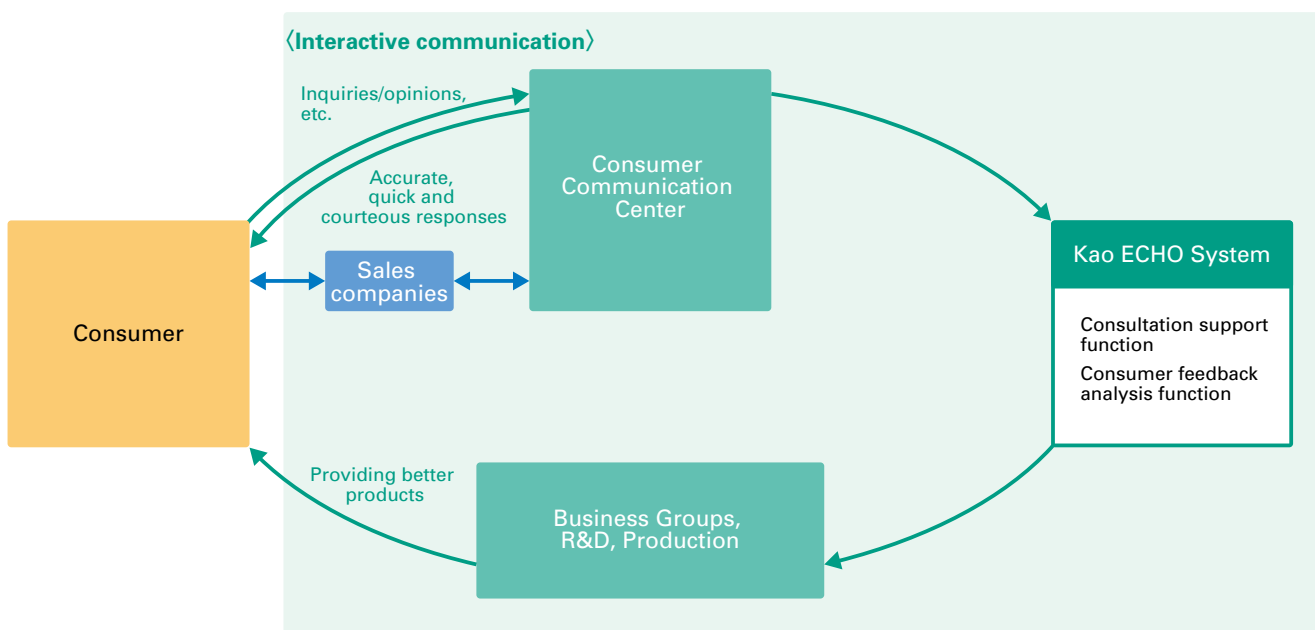 〈Interactive communication〉
Inquiries/opinions,
etc.
Accurate,
quick and
courteous responses
Consumer
Communication
Center
Sales
companies
Consumer
Kao ECHO System
Consultation support
function
Consumer feedback
analysis function
Providing better
products
Business Groups,
R&D, Production